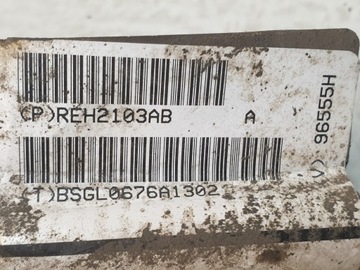 (P)REH2103AB A
(T)BSGL0676A1302
V) 96555H